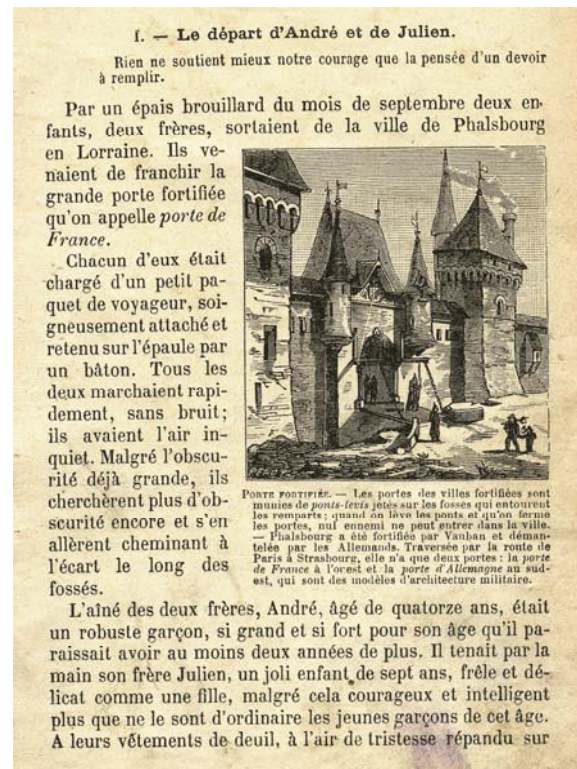 I. — Le départ d'André et de Julien.
Rien ne soutient mieux notre courage que la pensée d'un devoir
à remplir.
Par un épais brouillard du mois de septembre deux en-
fants, deux frères, sortaient de la ville de Phalsbourg
en Lorraine. Ils ve-
naient de franchir la
grande porte fortifiée
qu'on appelle porte de
France.
Chacun d'eux était
chargé d'un petit pa-
quet de voyageur, soi-
gneusement attaché et
retenu sur l'épaule par
un bâton. Tous les
deux marchaient rapi-
dement, sans bruit;
ils avaient l'air in-
quiet. Malgré l'obscu-
rité déjà grande, ils
cherchèrent plus d'ob-
scurité encore et s'en
allèrent cheminant à
l'écart le long des
fossés.
PEROT
PORTE FORTIFIÉE. — Les portes des villes fortifiées sont
munies de ponts-levis jetés sur les fossés qui entourent
les remparts; quand on lève les ponts et qu'on ferme
les portes, nul ennemi ne peut entrer dans la ville.
— Phalsbourg a été fortifiée par Vauban et déman-
telée par les Allemands. Traversée par la route de
Paris à Strasbourg, elle n'a que deux portes : la porte
de France à l'ouest et la porte d'Allemagne au sud-
est, qui sont des modèles d'architecture militaire.
L'aîné des deux frères, André, âgé de quatorze ans, était
un robuste garçon, si grand et si fort pour son âge qu'il pa-
raissait avoir au moins deux années de plus. Il tenait par la
main son frère Julien, un joli enfant de sept ans, frêle et dé-
licat comme une fille, malgré cela courageux et intelligent
plus que ne le sont d'ordinaire les jeunes garçons de cet âge.
A leurs vêtements de deuil, à l'air de tristesse répandu sur